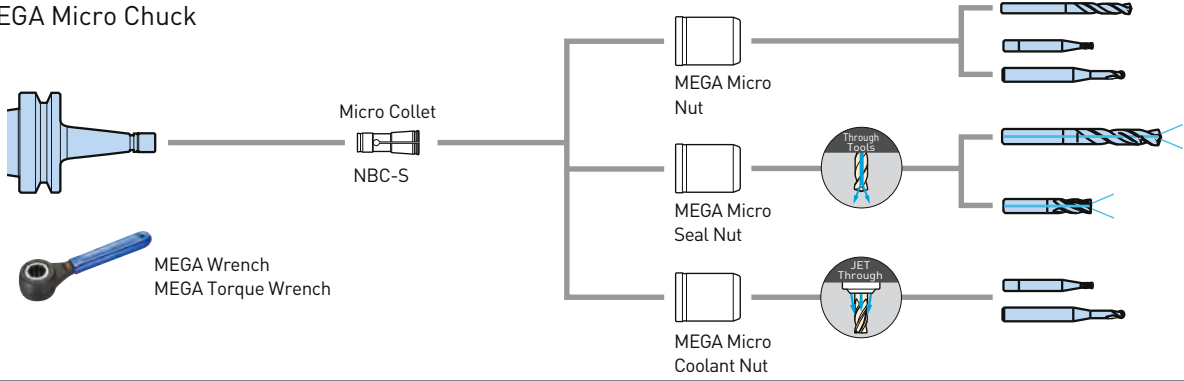 EGA Micro Chuck
Micro Collet
NBC-S
MEGA Wrench
MEGA Torque Wrench
MEGA Micro
Nut
Through
Tools
MEGA Micro
Seal Nut
JET
Through
MEGA Micro
Coolant Nut